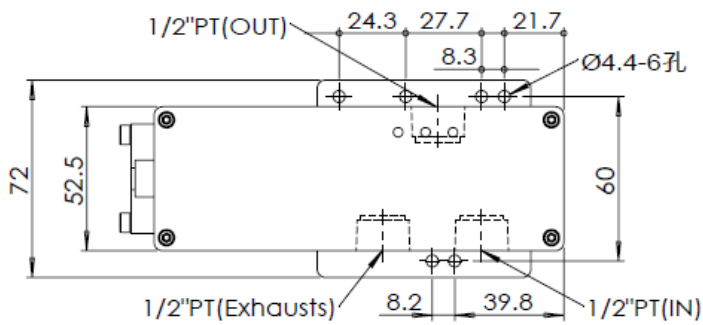 1/2"PT(OUT)
24.3
27.7
21.7
8.3
Ø4.4-6孔
72
52.5
60
1/2"PT(Exhausts)
8.2
39.8
1/2"PT(IN)